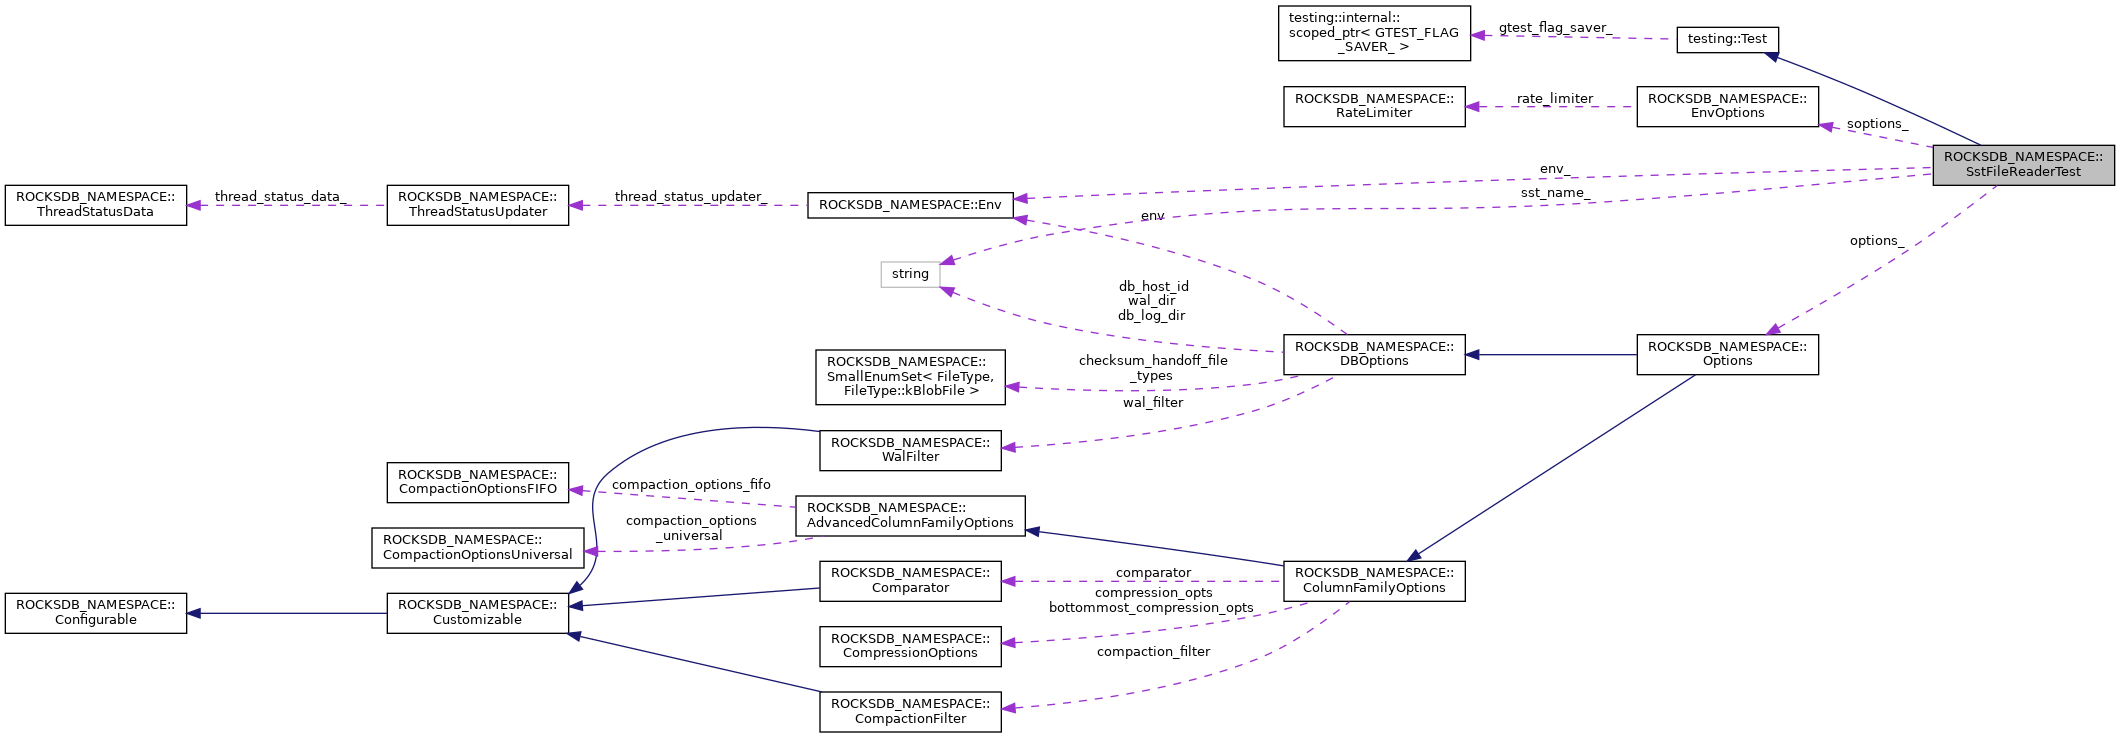 testing::internal::
scoped_ptr< GTEST_FLAG
_SAVER_ >
gtest_flag_saver_
testing::Test
ROCKSDB_NAMESPACE::
RateLimiter
rate_limiter
ROCKSDB_NAMESPACE::
EnvOptions
soptions_
ROCKSDB_NAMESPACE::
SstFileReaderTest
env_
sst_name_
options_
ROCKSDB_NAMESPACE::
ThreadStatusData
thread_status_data_
ROCKSDB_NAMESPACE::
ThreadStatusUpdater
thread_status_updater_
ROCKSDB_NAMESPACE::Env
env
string
db_host_id
wal_dir
db_log_dir
ROCKSDB_NAMESPACE::
DBOptions
ROCKSDB_NAMESPACE::
Options
ROCKSDB_NAMESPACE::
SmallEnumSet< FileType,
FileType::kBlobFile >
checksum_handoff_file
_types
wal_filter
ROCKSDB_NAMESPACE::
WalFilter
ROCKSDB_NAMESPACE::
CompactionOptionsFIFO
compaction_options_fifo
ROCKSDB_NAMESPACE::
AdvancedColumnFamilyOptions
ROCKSDB_NAMESPACE::
CompactionOptionsUniversal
compaction_options
_universal
ROCKSDB_NAMESPACE::
Comparator
comparator
compression_opts
bottommost_compression_opts
ROCKSDB_NAMESPACE::
ColumnFamilyOptions
ROCKSDB_NAMESPACE::
Configurable
ROCKSDB_NAMESPACE::
Customizable
ROCKSDB_NAMESPACE::
CompressionOptions
compaction_filter
ROCKSDB_NAMESPACE::
CompactionFilter